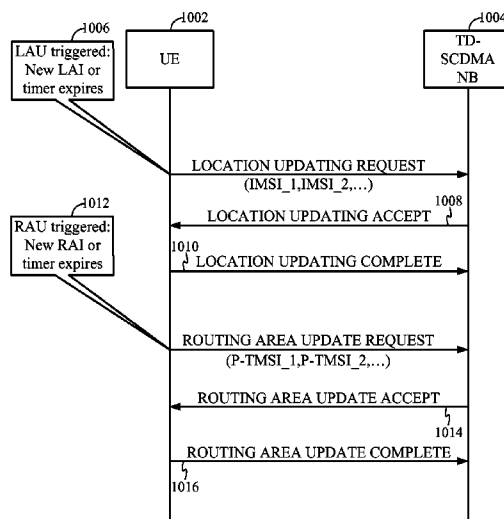 1006
1002
1004
LAU triggered:
New LAI or
timer expires
UE
TD-
SCDMA
NB
LOCATION UPDATING REQUEST
(IMSI_1,IMSI_2,...)
1012
LOCATION UPDATING ACCEPT
1008
RAU triggered:
New RAI or
timer expires
1010
LOCATION UPDATING COMPLETE
ROUTING AREA UPDATE REQUEST
(P-TMSI_1,P-TMSI_2,...)
ROUTING AREA UPDATE ACCEPT
1014
ROUTING AREA UPDATE COMPLETE
1016